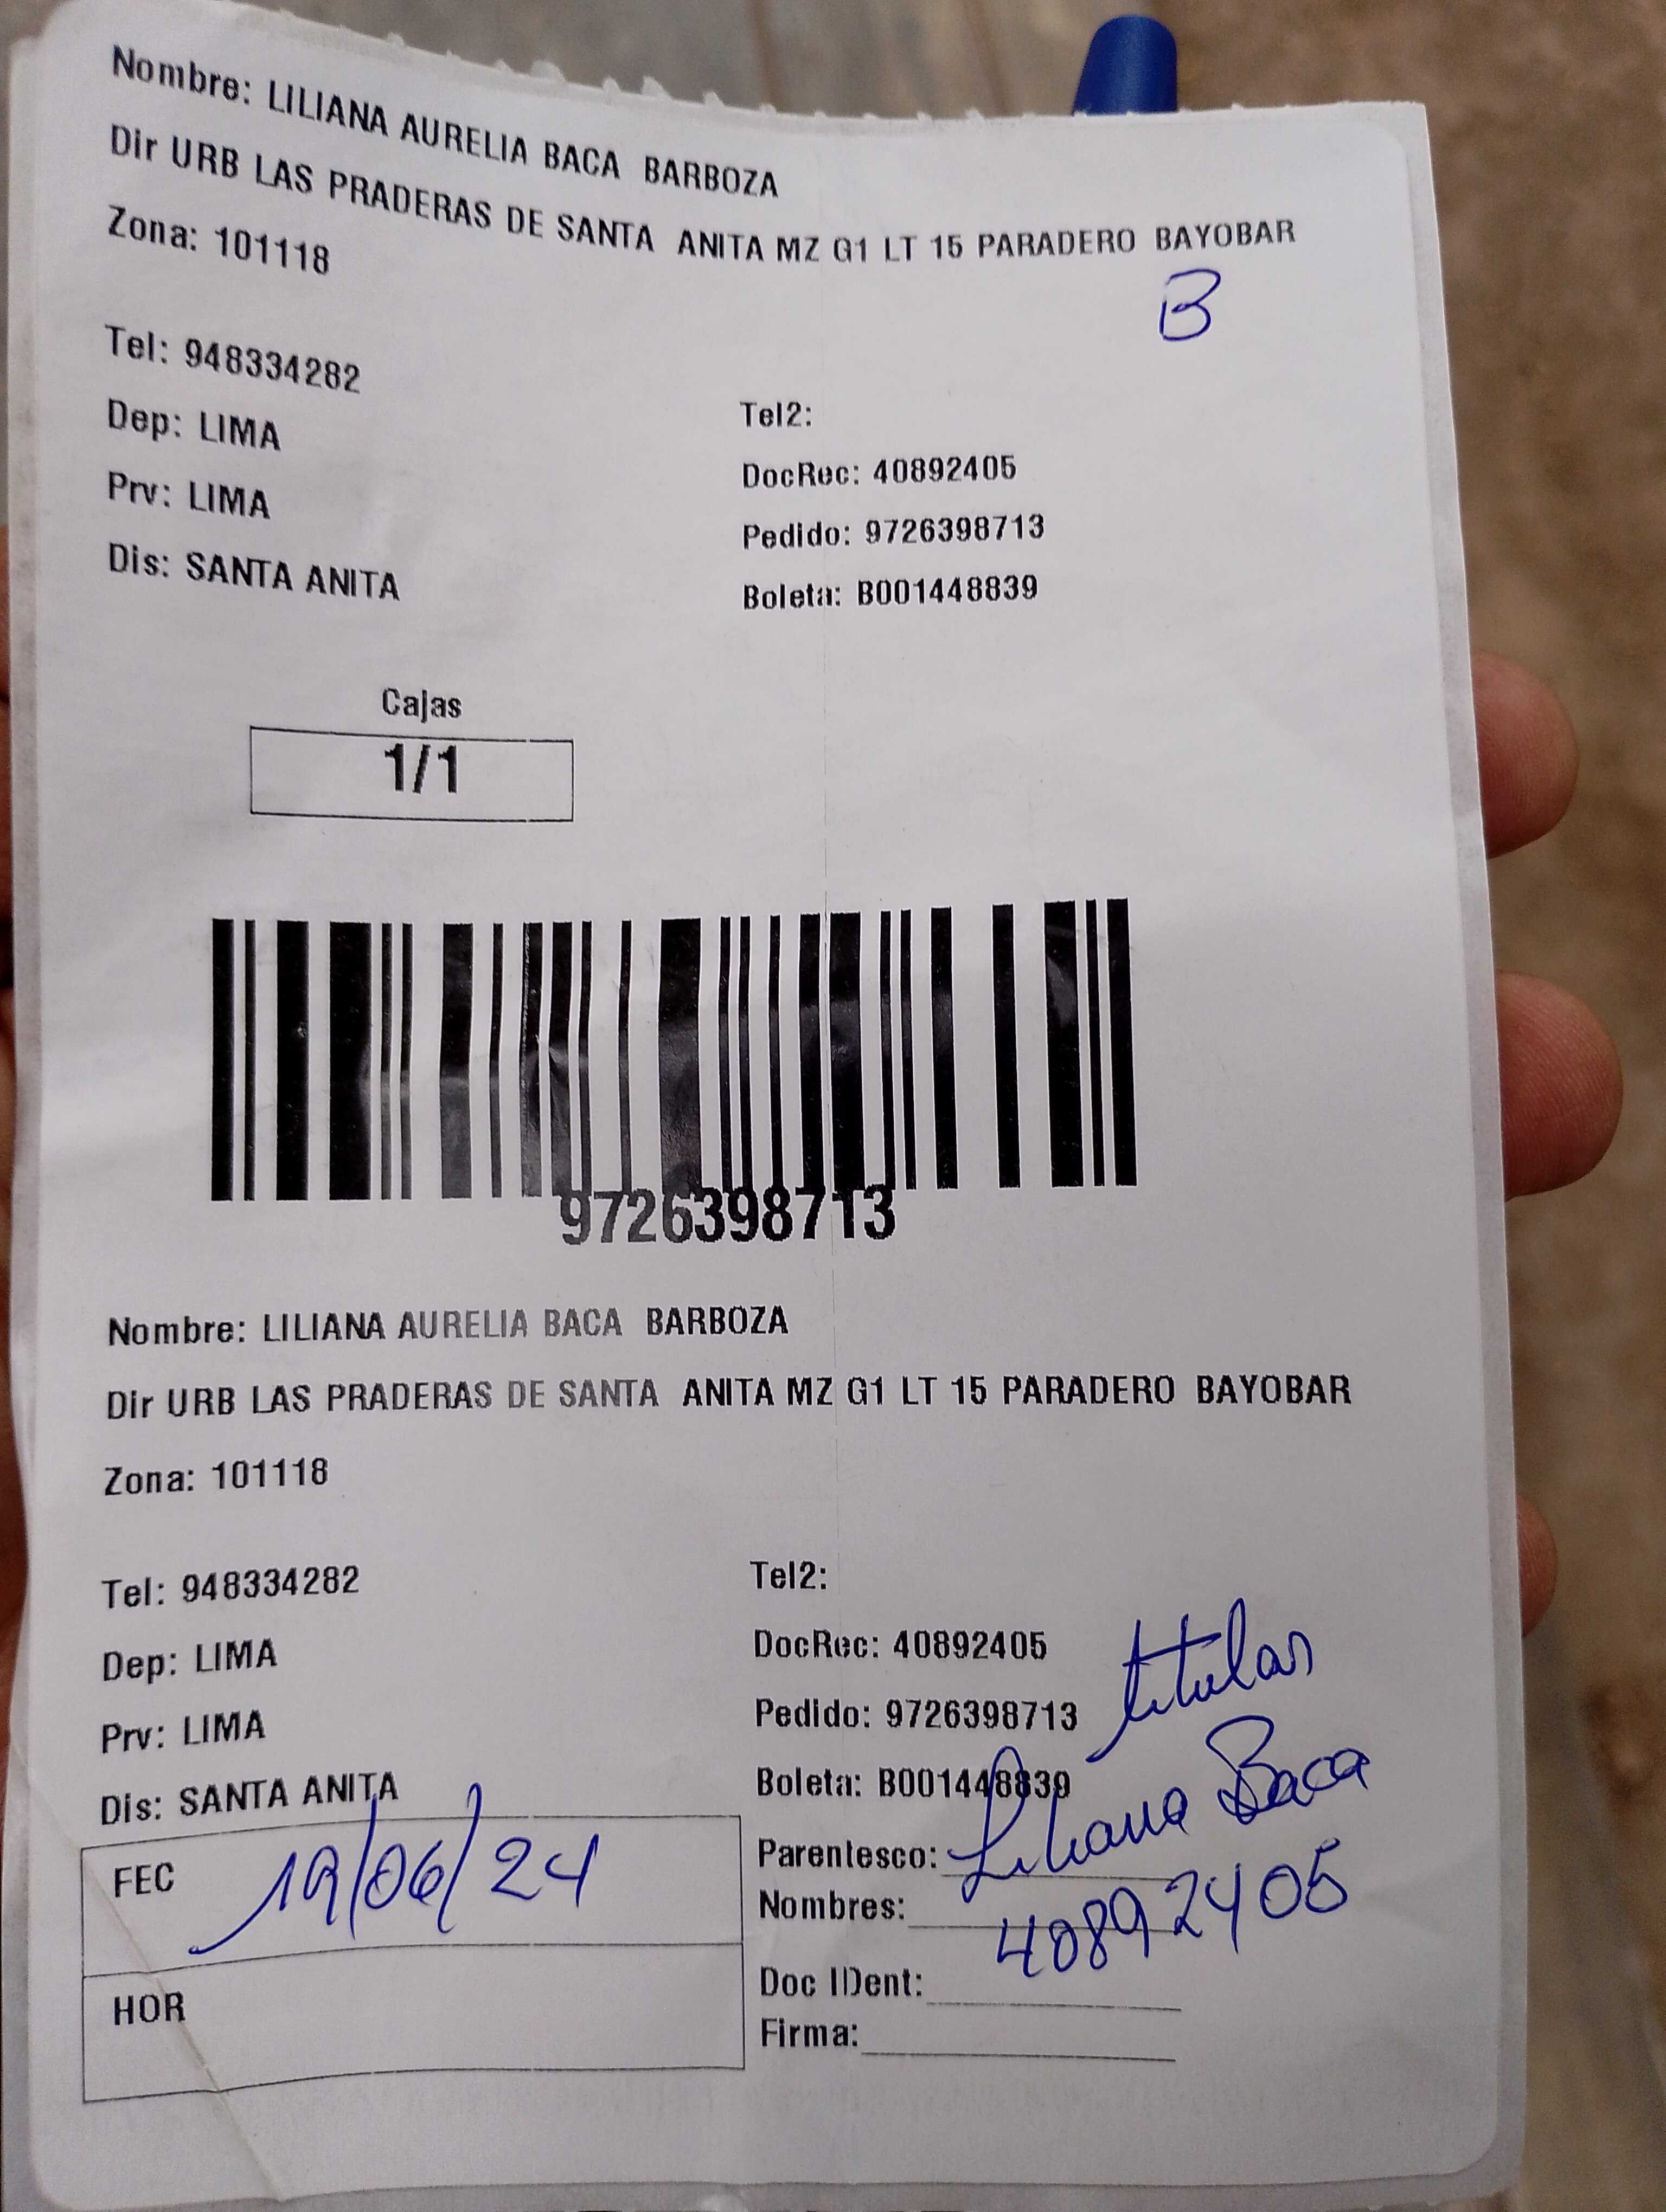 Nombre: LILIANA AURELIA BACA BARBOZA
Dir URB LAS PRADERAS DE SANTA ANITA MZ G1 LT 15 PARADERO BAYOBAR
Zona: 101118
B
Tel: 948334282
Tel2:
Dep: LIMA
DocRec: 40892405
Prv: LIMA
Pedido: 9726398713
Dis: SANTA ANITA
Boleta: B001448839
Cajas
1/1
9726398713
Nombre: LILIANA AURELIA BACA BARBOZA
Dir URB LAS PRADERAS DE SANTA ANITA MZ G1 LT 15 PARADERO BAYOBAR
Zona: 101118
Tel: 948334282
Tel2:
Dep: LIMA
DocRec: 40892405
titular
Prv: LIMA
Pedido: 9726398713
Dis: SANTA ANITA
Boleta: B001448839
FEC 19/06/24
Parentesco: Liliana Baca
Nombres: 40892405
HOR
Doc IDent:
Firma: